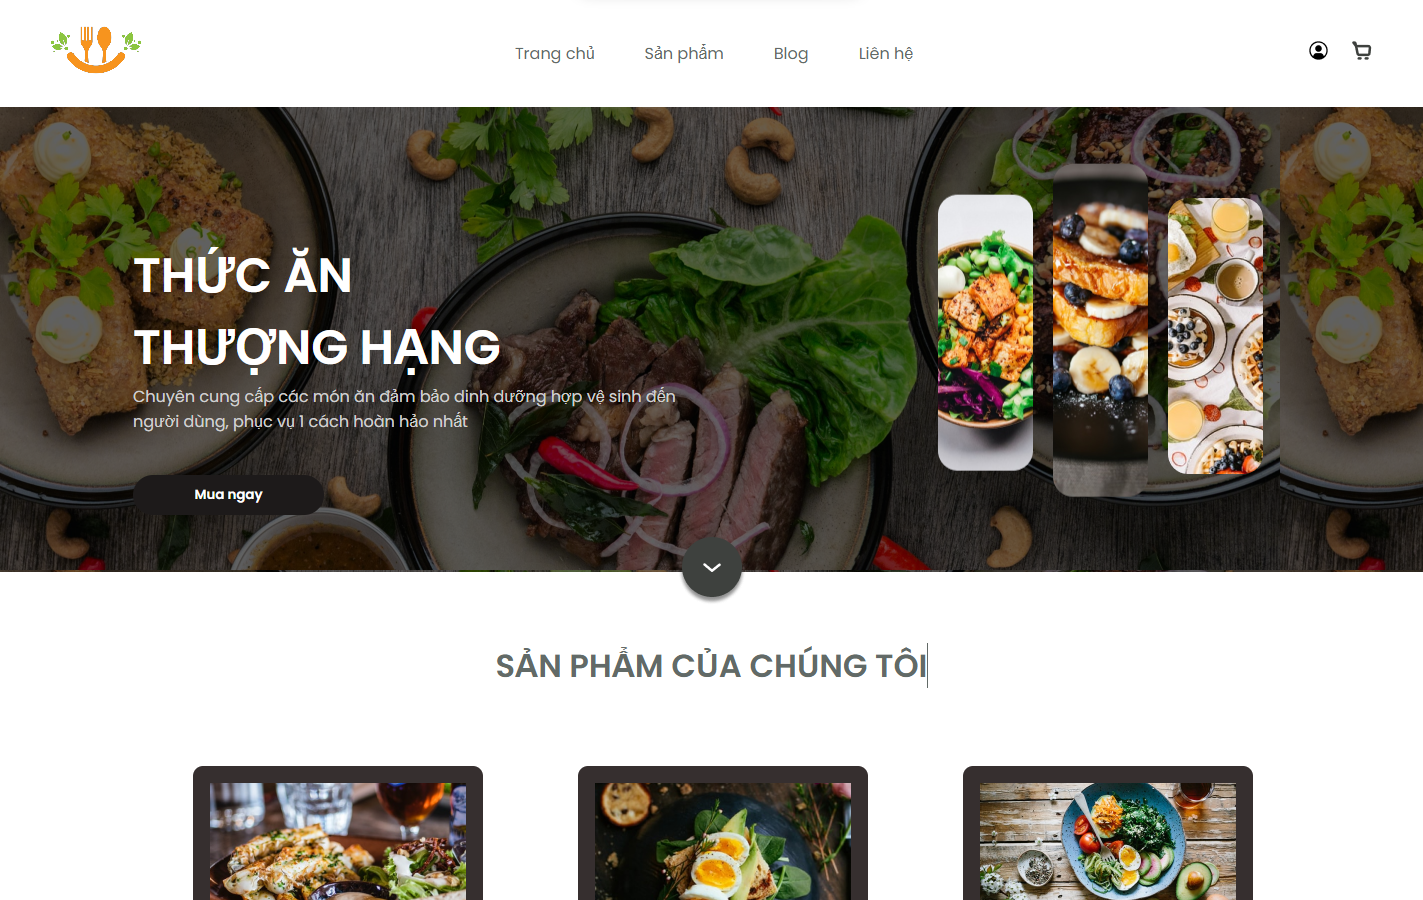 Trang chủ
Sản phẩm
Blog
Liên hệ
THỨC ĂN
THƯỢNG HẠNG
Chuyên cung cấp các món ăn đảm bảo dinh dưỡng hợp vệ sinh đến
người dùng, phục vụ 1 cách hoàn hảo nhất
Mua ngay
SẢN PHẨM CỦA CHÚNG TÔI